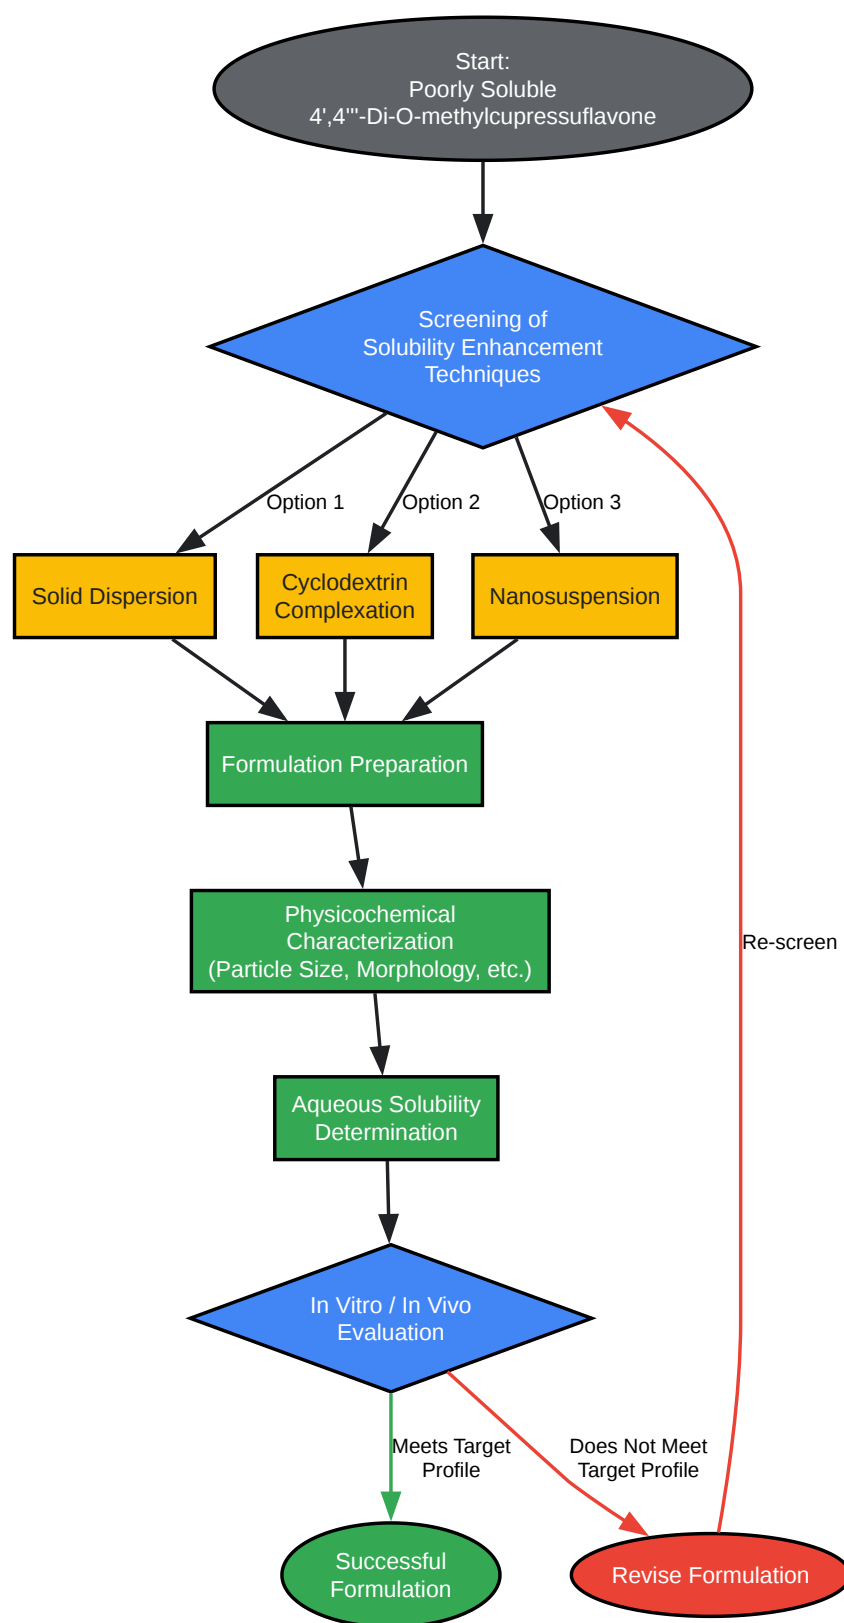 Start:
Poorly Soluble
4',4'''-Di-O-methylcupressuflavone
Screening of
Solubility Enhancement
Techniques
Option 1
Option 2
Option 3
Solid Dispersion
Cyclodextrin
Complexation
Nanosuspension
Formulation Preparation
Physicochemical
Characterization
(Particle Size, Morphology, etc.)
Re-screen
Aqueous Solubility
Determination
In Vitro / In Vivo
Evaluation
Meets Target
Profile
Does Not Meet
Target Profile
Successful
Formulation
Revise Formulation